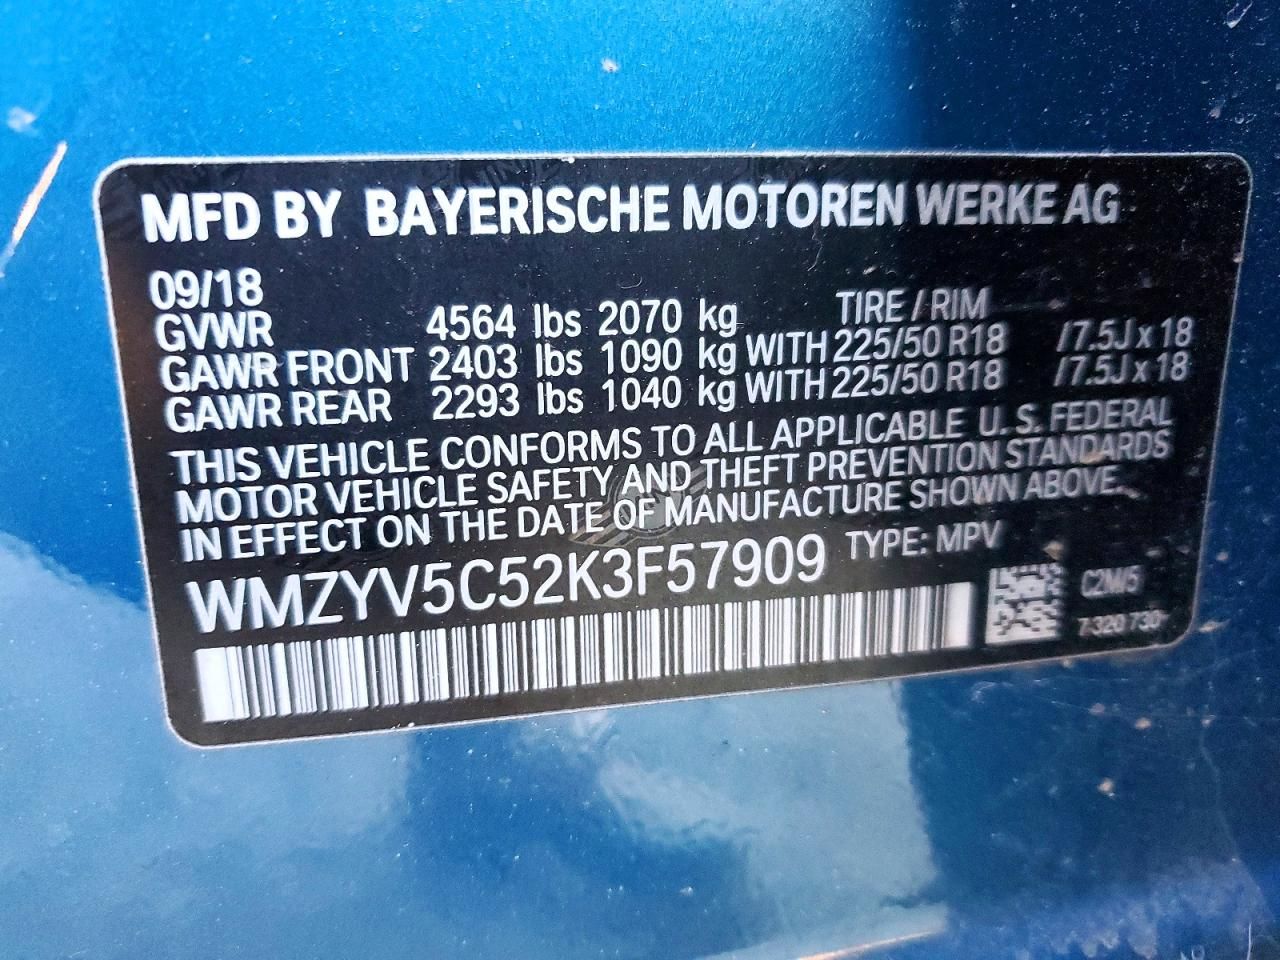 MFD BY BAYERISCHE MOTOREN WERKE AG
09/18 TIRE / RIM
GVWR 4564 lbs 2070 kg
GAWR FRONT 2403 lbs 1090 kg WITH 225/50 R18 /7.5J x 18
GAWR REAR 2293 lbs 1040 kg WITH 225/50 R18 /7.5J x 18
THIS VEHICLE CONFORMS TO ALL APPLICABLE U. S. FEDERAL
MOTOR VEHICLE SAFETY AND THEFT PREVENTION STANDARDS
IN EFFECT ON THE DATE OF MANUFACTURE SHOWN ABOVE.
WMZYV5C52K3F57909 TYPE: MPV
C2M/5
7 320 730